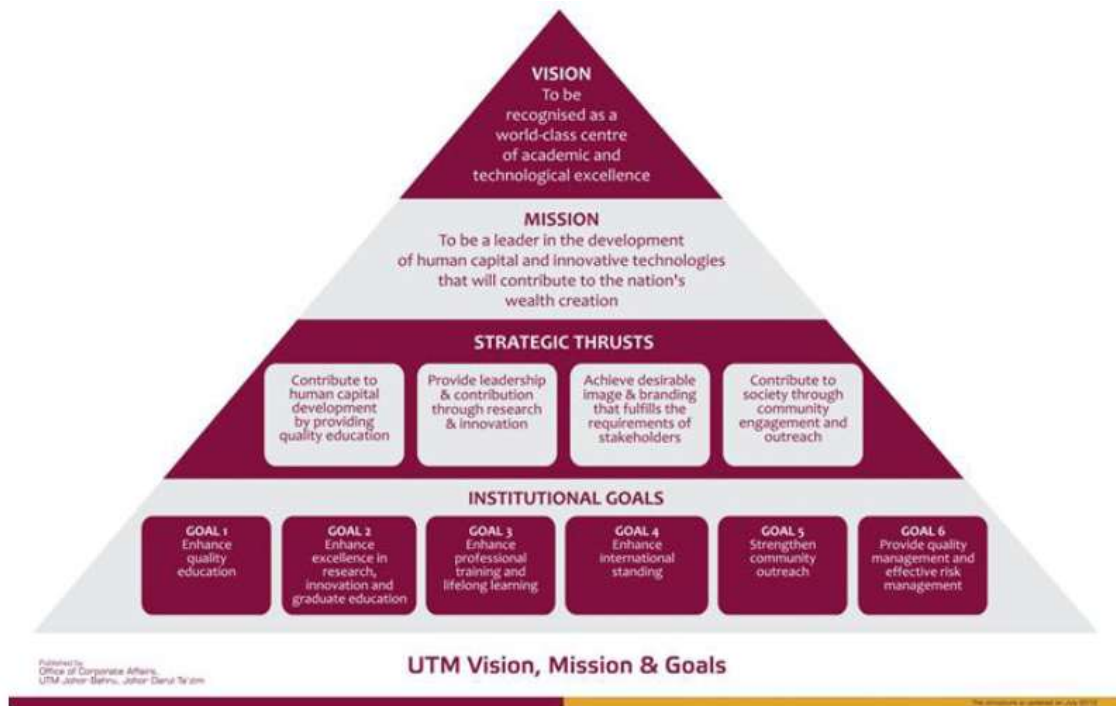 VISION
To be
recognised as a
world-class centre
of academic and
technological excellence
MISSION
To be a leader in the development
of human capital and innovative technologies
that will contribute to the nation's
wealth creation
STRATEGIC THRUSTS
Contribute to
human capital
development
by providing
quality education
Provide leadership
& contribution
through research
& innovation
Achieve desirable
image & branding
that fulfills the
requirements of
stakeholders
Contribute to
society through
community
engagement and
outreach
INSTITUTIONAL GOALS
GOAL 1
Enhance
quality
education
GOAL 2
Enhance
excellence in
research,
innovation and
graduate education
GOAL 3
Enhance
professional
training and
lifelong learning
GOAL 4
Enhance
international
standing
GOAL 5
Strengthen
community
outreach
GOAL 6
Provide quality
management and
effective risk
management
Published by
Office of Corporate Affairs,
UTM Johor Bahru, Johor Darul Ta'zim
UTM Vision, Mission & Goals